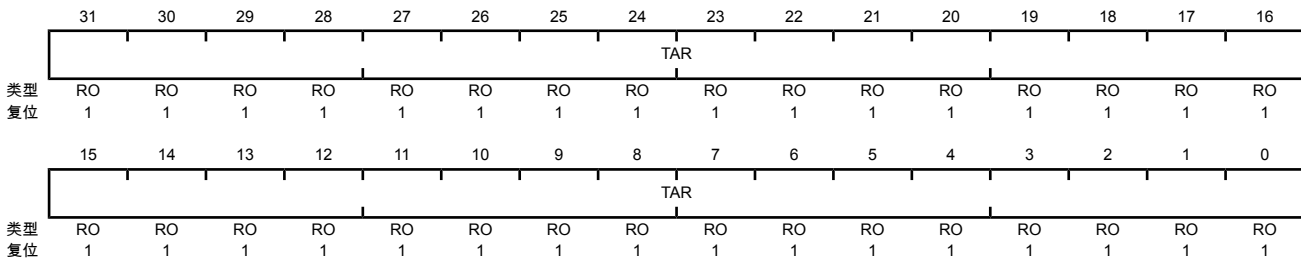 31 30 29 28 27 26 25 24 23 22 21 20 19 18 17 16
TAR
类型 RO RO RO RO RO RO RO RO RO RO RO RO RO RO RO RO
复位 1 1 1 1 1 1 1 1 1 1 1 1 1 1 1 1
15 14 13 12 11 10 9 8 7 6 5 4 3 2 1 0
TAR
类型 RO RO RO RO RO RO RO RO RO RO RO RO RO RO RO RO
复位 1 1 1 1 1 1 1 1 1 1 1 1 1 1 1 1